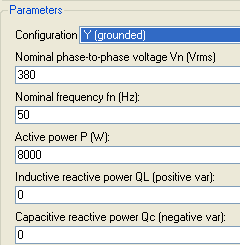 Parameters
Configuration Y (grounded)
Nominal phase-to-phase voltage Vn (Vrms)
380
Nominal frequency fn (Hz):
50
Active power P (W):
8000
Inductive reactive power QL (positive var):
0
Capacitive reactive power Qc (negative var):
0